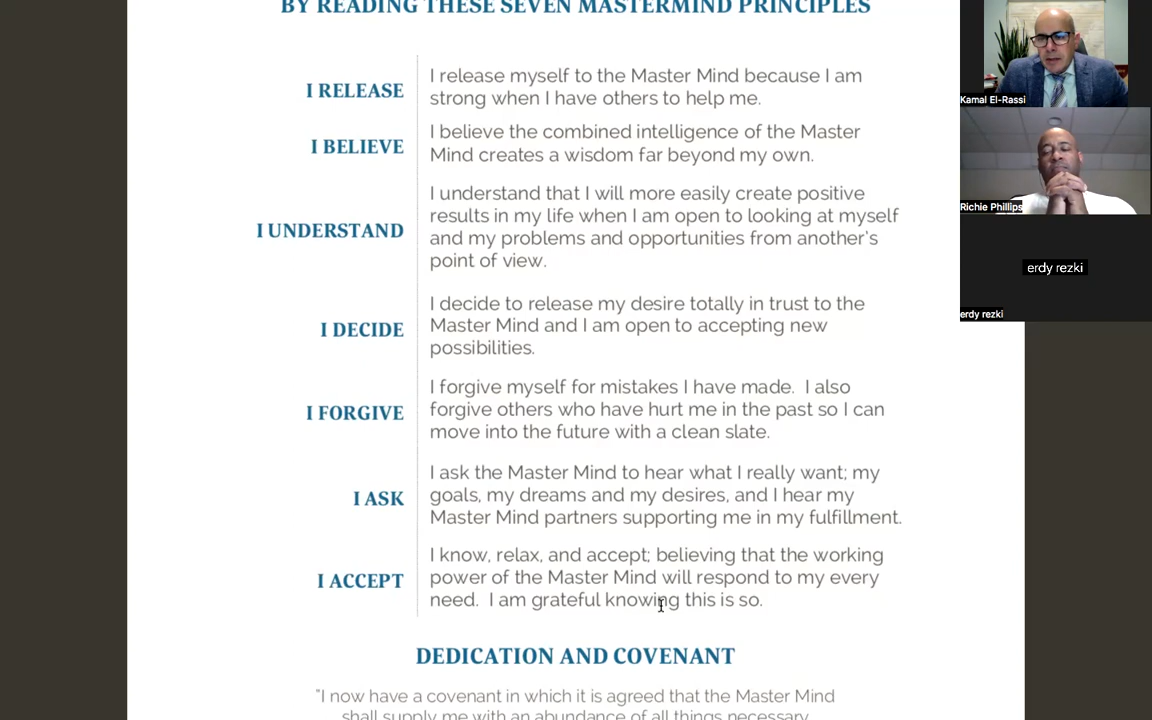 BY READING THESE SEVEN MASTERMIND PRINCIPLES
I RELEASE
I release myself to the Master Mind because I am
strong when I have others to help me.
I BELIEVE
I believe the combined intelligence of the Master
Mind creates a wisdom far beyond my own.
I UNDERSTAND
I understand that I will more easily create positive
results in my life when I am open to looking at myself
and my problems and opportunities from another's
point of view.
I DECIDE
I decide to release my desire totally in trust to the
Master Mind and I am open to accepting new
possibilities.
I FORGIVE
I forgive myself for mistakes I have made.  I also
forgive others who have hurt me in the past so I can
move into the future with a clean slate.
I ASK
I ask the Master Mind to hear what I really want; my
goals, my dreams and my desires, and I hear my
Master Mind partners supporting me in my fulfillment.
I ACCEPT
I know, relax, and accept; believing that the working
power of the Master Mind will respond to my every
need.  I am grateful knowing this is so.
DEDICATION AND COVENANT
"I now have a covenant in which it is agreed that the Master Mind
shall supply me with an abundance of all things necessary
Kamal El-Rassi
Richie Phillips
erdy rezki
erdy rezki